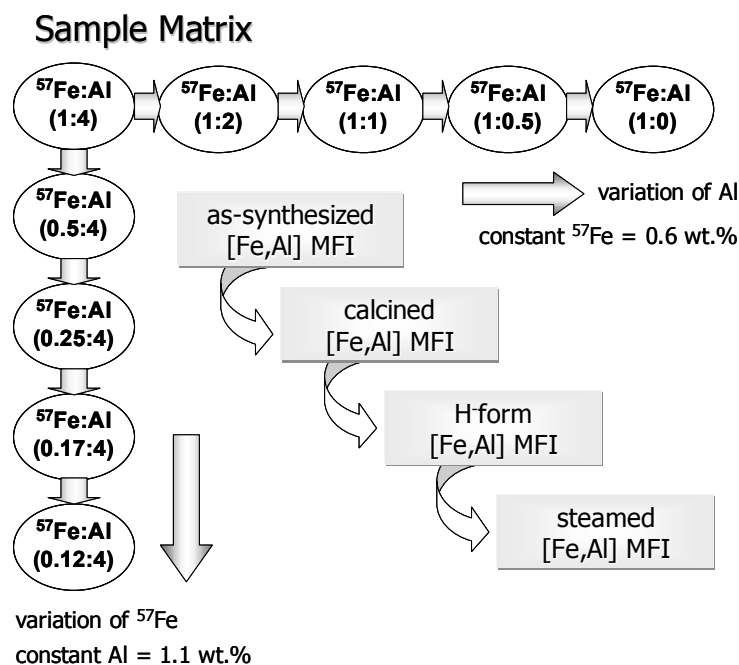 Sample Matrix
⁵⁷Fe:Al
(1:4)
⁵⁷Fe:Al
(1:2)
⁵⁷Fe:Al
(1:1)
⁵⁷Fe:Al
(1:0.5)
⁵⁷Fe:Al
(1:0)
variation of Al
constant ⁵⁷Fe = 0.6 wt.%
⁵⁷Fe:Al
(0.5:4)
⁵⁷Fe:Al
(0.25:4)
⁵⁷Fe:Al
(0.17:4)
⁵⁷Fe:Al
(0.12:4)
as-synthesized
[Fe,Al] MFI
calcined
[Fe,Al] MFI
H-form
[Fe,Al] MFI
steamed
[Fe,Al] MFI
variation of ⁵⁷Fe
constant Al = 1.1 wt.%